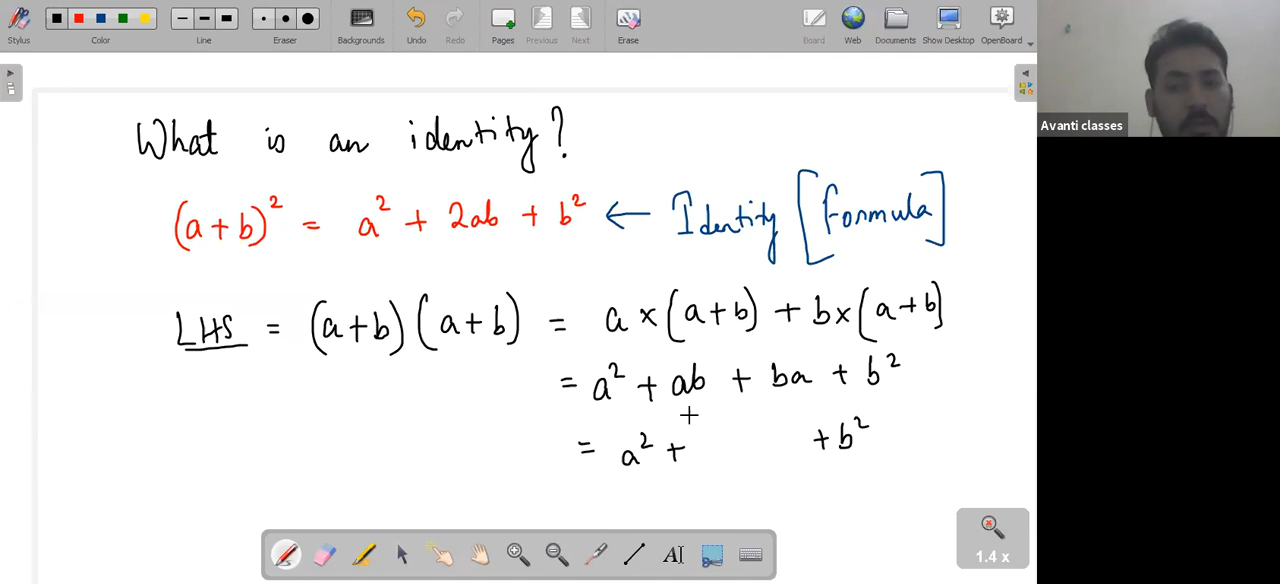 Stylus Color Line Eraser Backgrounds Undo Redo Pages Previous Next Erase Board Web Documents Show Desktop OpenBoard
Avanti classes
What is an identity?
(a+b)² = a² + 2ab + b² ← Identity [formula]
LHS = (a+b)(a+b) = a×(a+b) + b×(a+b)
= a² + ab + ba + b²
= a² + + b²
1.4 x